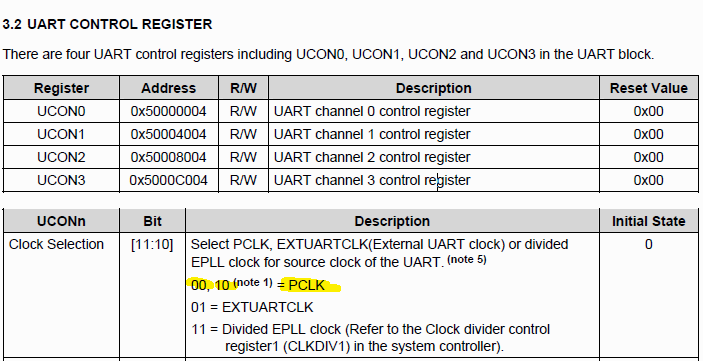 3.2 UART CONTROL REGISTER
There are four UART control registers including UCON0, UCON1, UCON2 and UCON3 in the UART block.
Register Address R/W Description Reset Value
UCON0 0x50000004 R/W UART channel 0 control register 0x00
UCON1 0x50004004 R/W UART channel 1 control register 0x00
UCON2 0x50008004 R/W UART channel 2 control register 0x00
UCON3 0x5000C004 R/W UART channel 3 control register 0x00
UCONn Bit Description Initial State
Clock Selection [11:10] Select PCLK, EXTUARTCLK(External UART clock) or divided 0
EPLL clock for source clock of the UART. (note 5)
00, 10 (note 1) = PCLK
01 = EXTUARTCLK
11 = Divided EPLL clock (Refer to the Clock divider control
register1 (CLKDIV1) in the system controller).